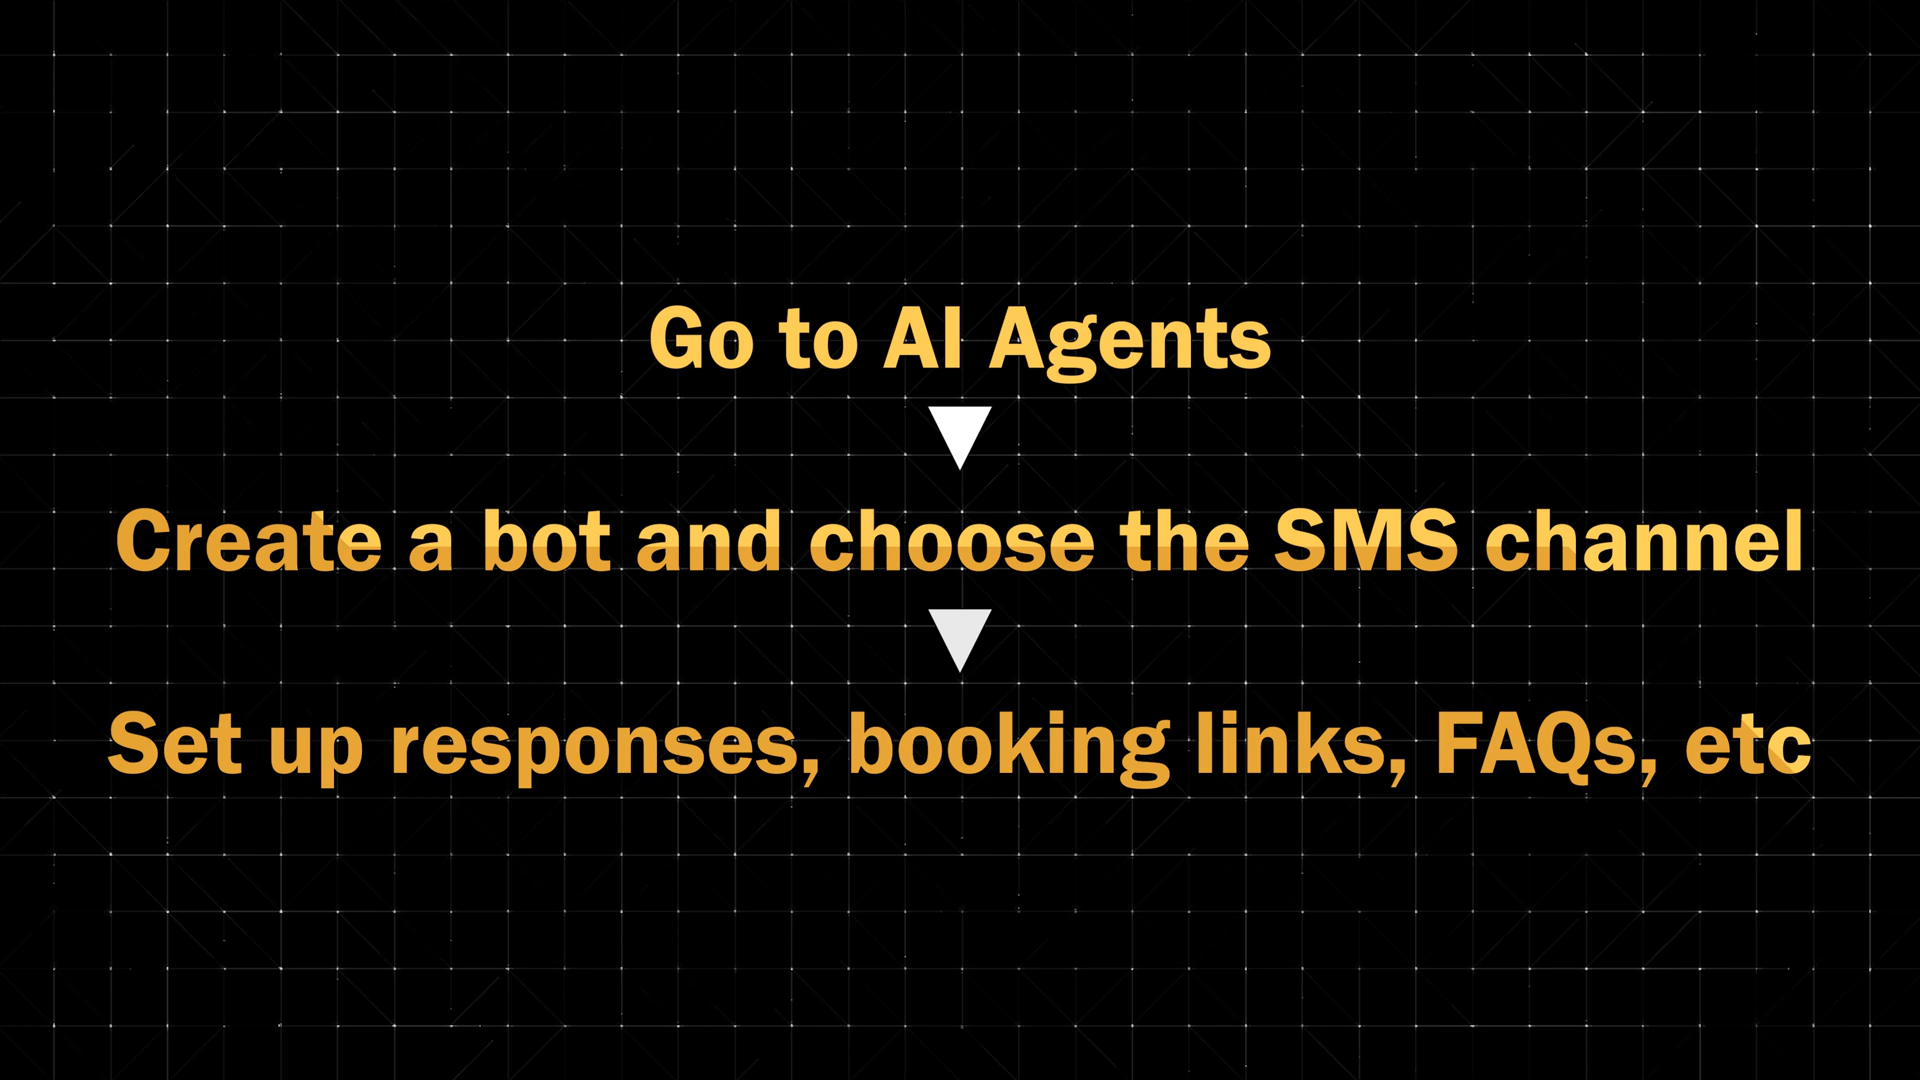 Go to AI Agents
Create a bot and choose the SMS channel
Set up responses, booking links, FAQs, etc